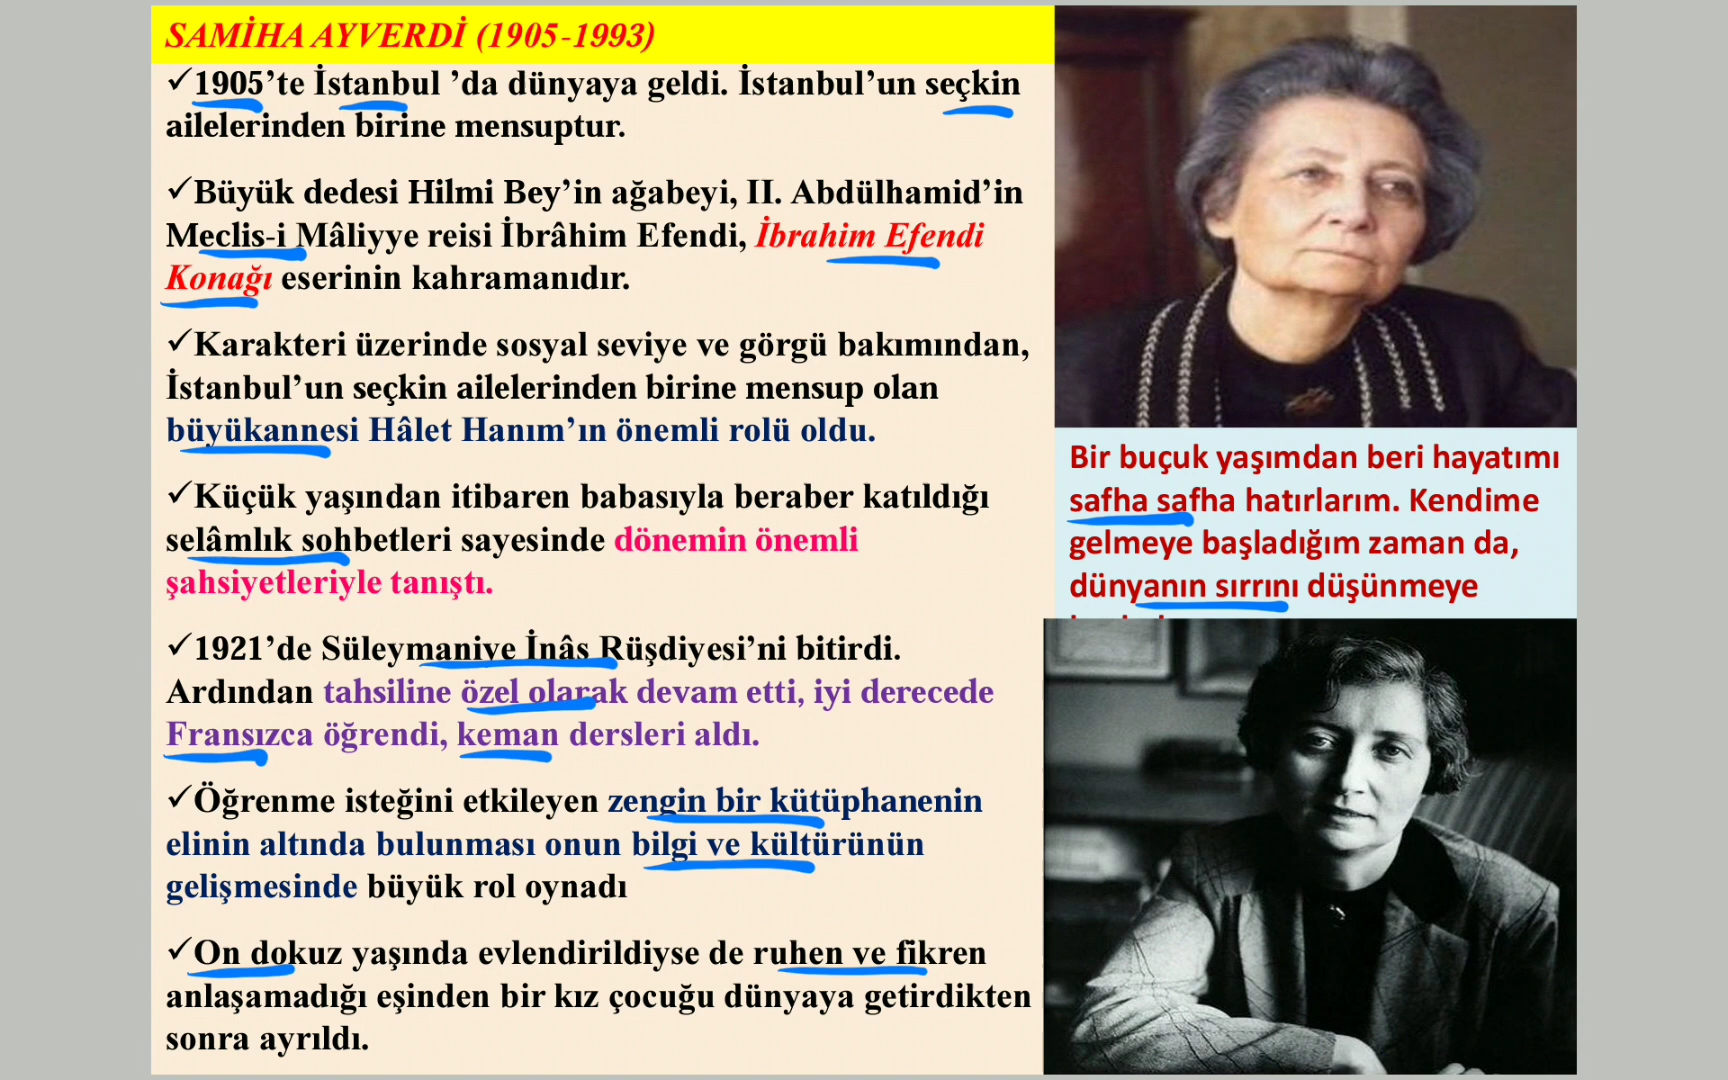 SAMİHA AYVERDİ (1905-1993)
✓1905’te İstanbul ’da dünyaya geldi. İstanbul’un seçkin
ailelerinden birine mensuptur.
✓Büyük dedesi Hilmi Bey’in ağabeyi, II. Abdülhamid’in
Meclis-i Mâliyye reisi İbrâhim Efendi, İbrahim Efendi
Konağı eserinin kahramanıdır.
✓Karakteri üzerinde sosyal seviye ve görgü bakımından,
İstanbul’un seçkin ailelerinden birine mensup olan
büyükannesi Hâlet Hanım’ın önemli rolü oldu.
✓Küçük yaşından itibaren babasıyla beraber katıldığı
selâmlık sohbetleri sayesinde dönemin önemli
şahsiyetleriyle tanıştı.
✓1921’de Süleymaniye İnâs Rüşdiyesi’ni bitirdi.
Ardından tahsiline özel olarak devam etti, iyi derecede
Fransızca öğrendi, keman dersleri aldı.
✓Öğrenme isteğini etkileyen zengin bir kütüphanenin
elinin altında bulunması onun bilgi ve kültürünün
gelişmesinde büyük rol oynadı
✓On dokuz yaşında evlendirildiyse de ruhen ve fikren
anlaşamadığı eşinden bir kız çocuğu dünyaya getirdikten
sonra ayrıldı.
Bir buçuk yaşımdan beri hayatımı
safha safha hatırlarım. Kendime
gelmeye başladığım zaman da,
dünyanın sırrını düşünmeye